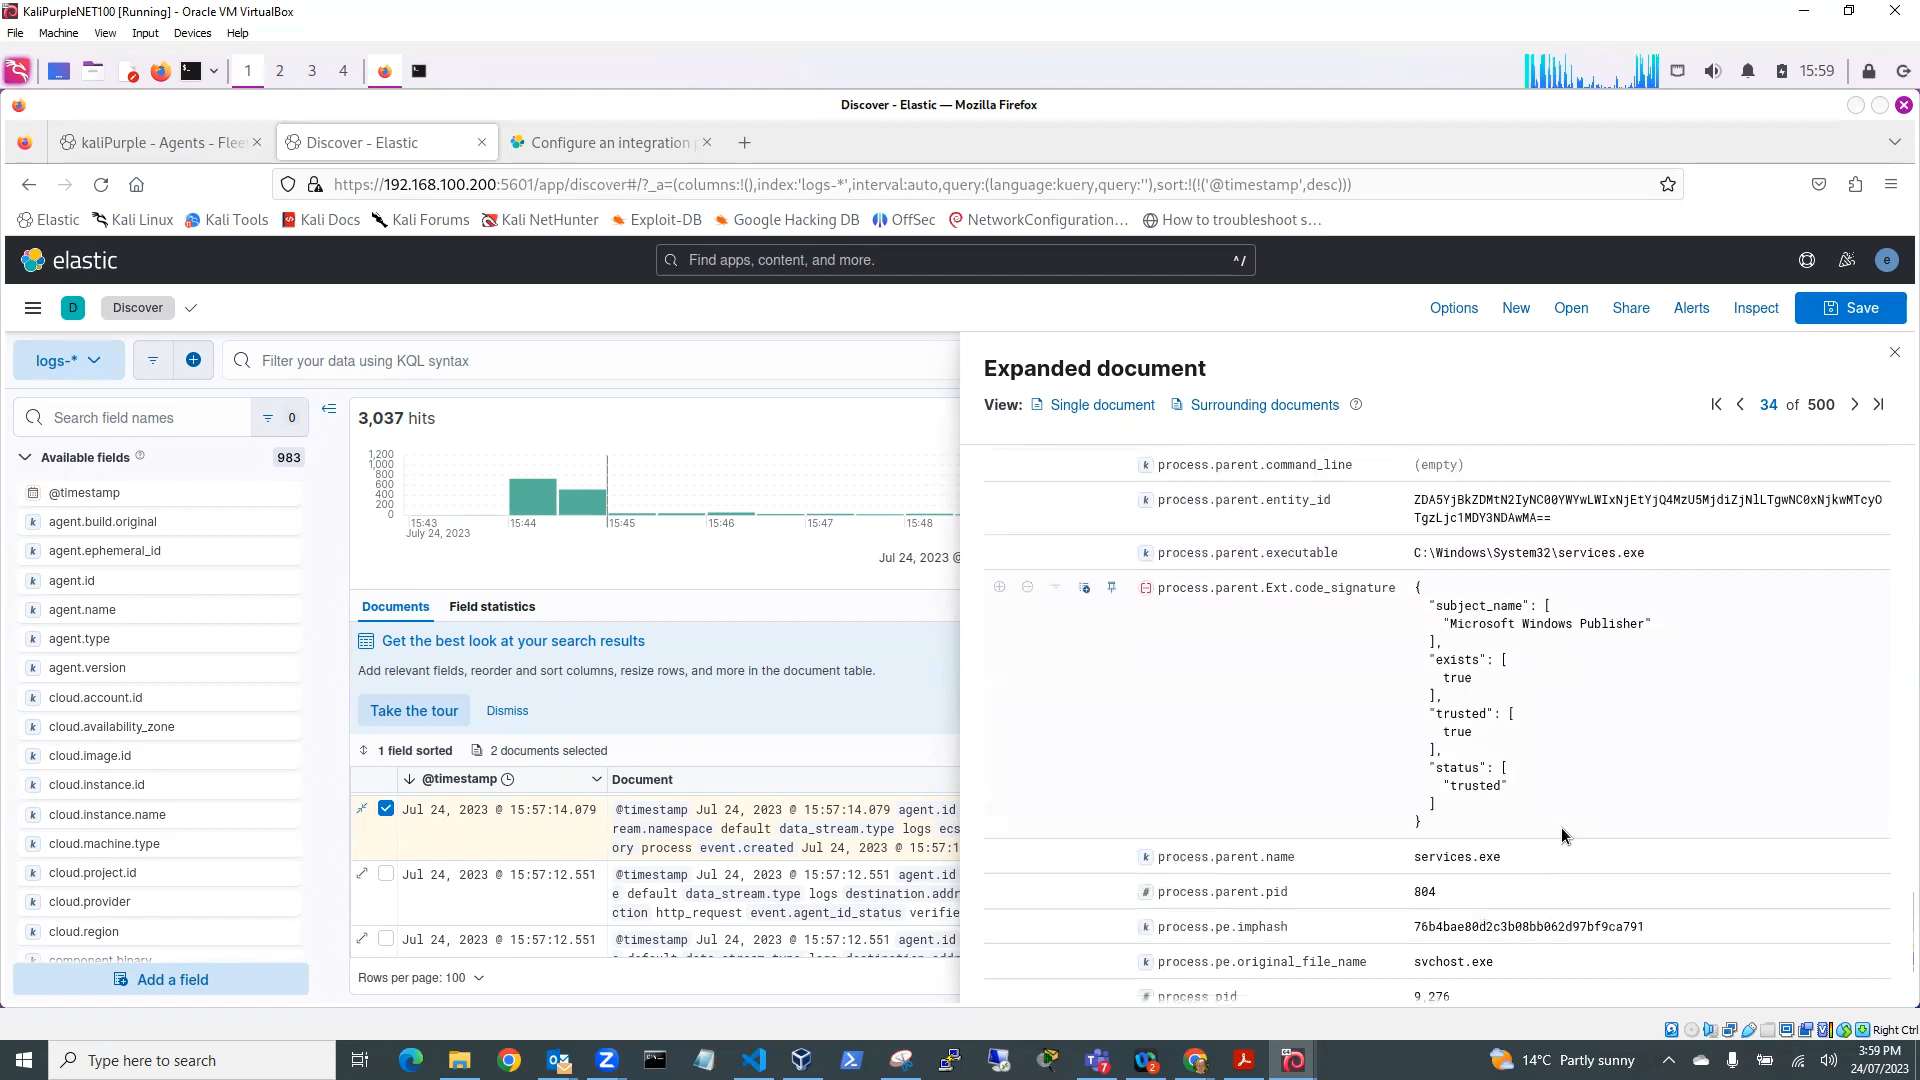 KaliPurpleNET100 [Running] - Oracle VM VirtualBox
File Machine View Input Devices Help
1 2 3 4 15:59
Discover - Elastic — Mozilla Firefox
kaliPurple - Agents - Flee
Discover - Elastic
Configure an integration p
https://192.168.100.200:5601/app/discover#/?_a=(columns:!(),index:'logs-*',interval:auto,query:(language:kuery,query:''),sort:!(!('@timestamp',desc)))
Elastic Kali Linux Kali Tools Kali Docs Kali Forums Kali NetHunter Exploit-DB Google Hacking DB OffSec NetworkConfiguration… How to troubleshoot s…
elastic
Find apps, content, and more. ^/
e
D Discover
Options New Open Share Alerts Inspect Save
logs-*
Filter your data using KQL syntax
Search field names 0
Available fields 983
@timestamp
k agent.build.original
k agent.ephemeral_id
k agent.id
k agent.name
k agent.type
k agent.version
k cloud.account.id
k cloud.availability_zone
k cloud.image.id
k cloud.instance.id
k cloud.instance.name
k cloud.machine.type
k cloud.project.id
k cloud.provider
k cloud.region
component.binary
Add a field
3,037 hits
1,200
1,000
800
600
400
200
0
15:43 15:44 15:45 15:46 15:47 15:48
July 24, 2023
Jul 24, 2023 @
Documents Field statistics
Get the best look at your search results
Add relevant fields, reorder and sort columns, resize rows, and more in the document table.
Take the tour Dismiss
1 field sorted 2 documents selected
@timestamp Document
Jul 24, 2023 @ 15:57:14.079 @timestamp Jul 24, 2023 @ 15:57:14.079 agent.id
ream.namespace default data_stream.type logs ecs
ory process event.created Jul 24, 2023 @ 15:57:1
Jul 24, 2023 @ 15:57:12.551 @timestamp Jul 24, 2023 @ 15:57:12.551 agent.id
e default data_stream.type logs destination.addr
ction http_request event.agent_id_status verifie
Jul 24, 2023 @ 15:57:12.551 @timestamp Jul 24, 2023 @ 15:57:12.551 agent.id
e default data_stream.type logs destination.addr
Rows per page: 100
Expanded document
View: Single document Surrounding documents
34 of 500
k process.parent.command_line (empty)
k process.parent.entity_id ZDA5YjBkZDMtN2IyNC00YWYwLWIxNjEtYjQ4MzU5MjdiZjNlLTgwNC0xNjkwMTcyO
TgzLjc1MDY3NDAwMA==
k process.parent.executable C:\Windows\System32\services.exe
process.parent.Ext.code_signature {
"subject_name": [
"Microsoft Windows Publisher"
],
"exists": [
true
],
"trusted": [
true
],
"status": [
"trusted"
]
}
k process.parent.name services.exe
# process.parent.pid 804
k process.pe.imphash 76b4bae80d2c3b08bb062d97bf9ca791
k process.pe.original_file_name svchost.exe
# process.pid 9,276
Right Ctrl
Type here to search
7
2
14°C Partly sunny
3:59 PM
24/07/2023